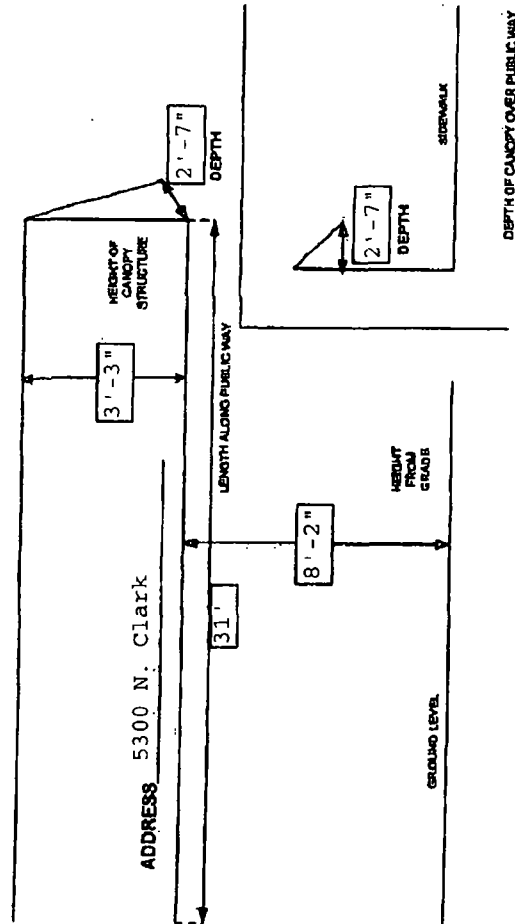 2'-7"
DEPTH
HEIGHT OF
CANOPY
STRUCTURE
3'-3"
LENGTH ALONG PUBLIC WAY
ADDRESS 5300 N. Clark
31'
8'-2"
HEIGHT
FROM
GRADE
GROUND LEVEL
2'-7"
DEPTH
SIDEWALK
DEPTH OF CANOPY OVER PUBLIC WAY